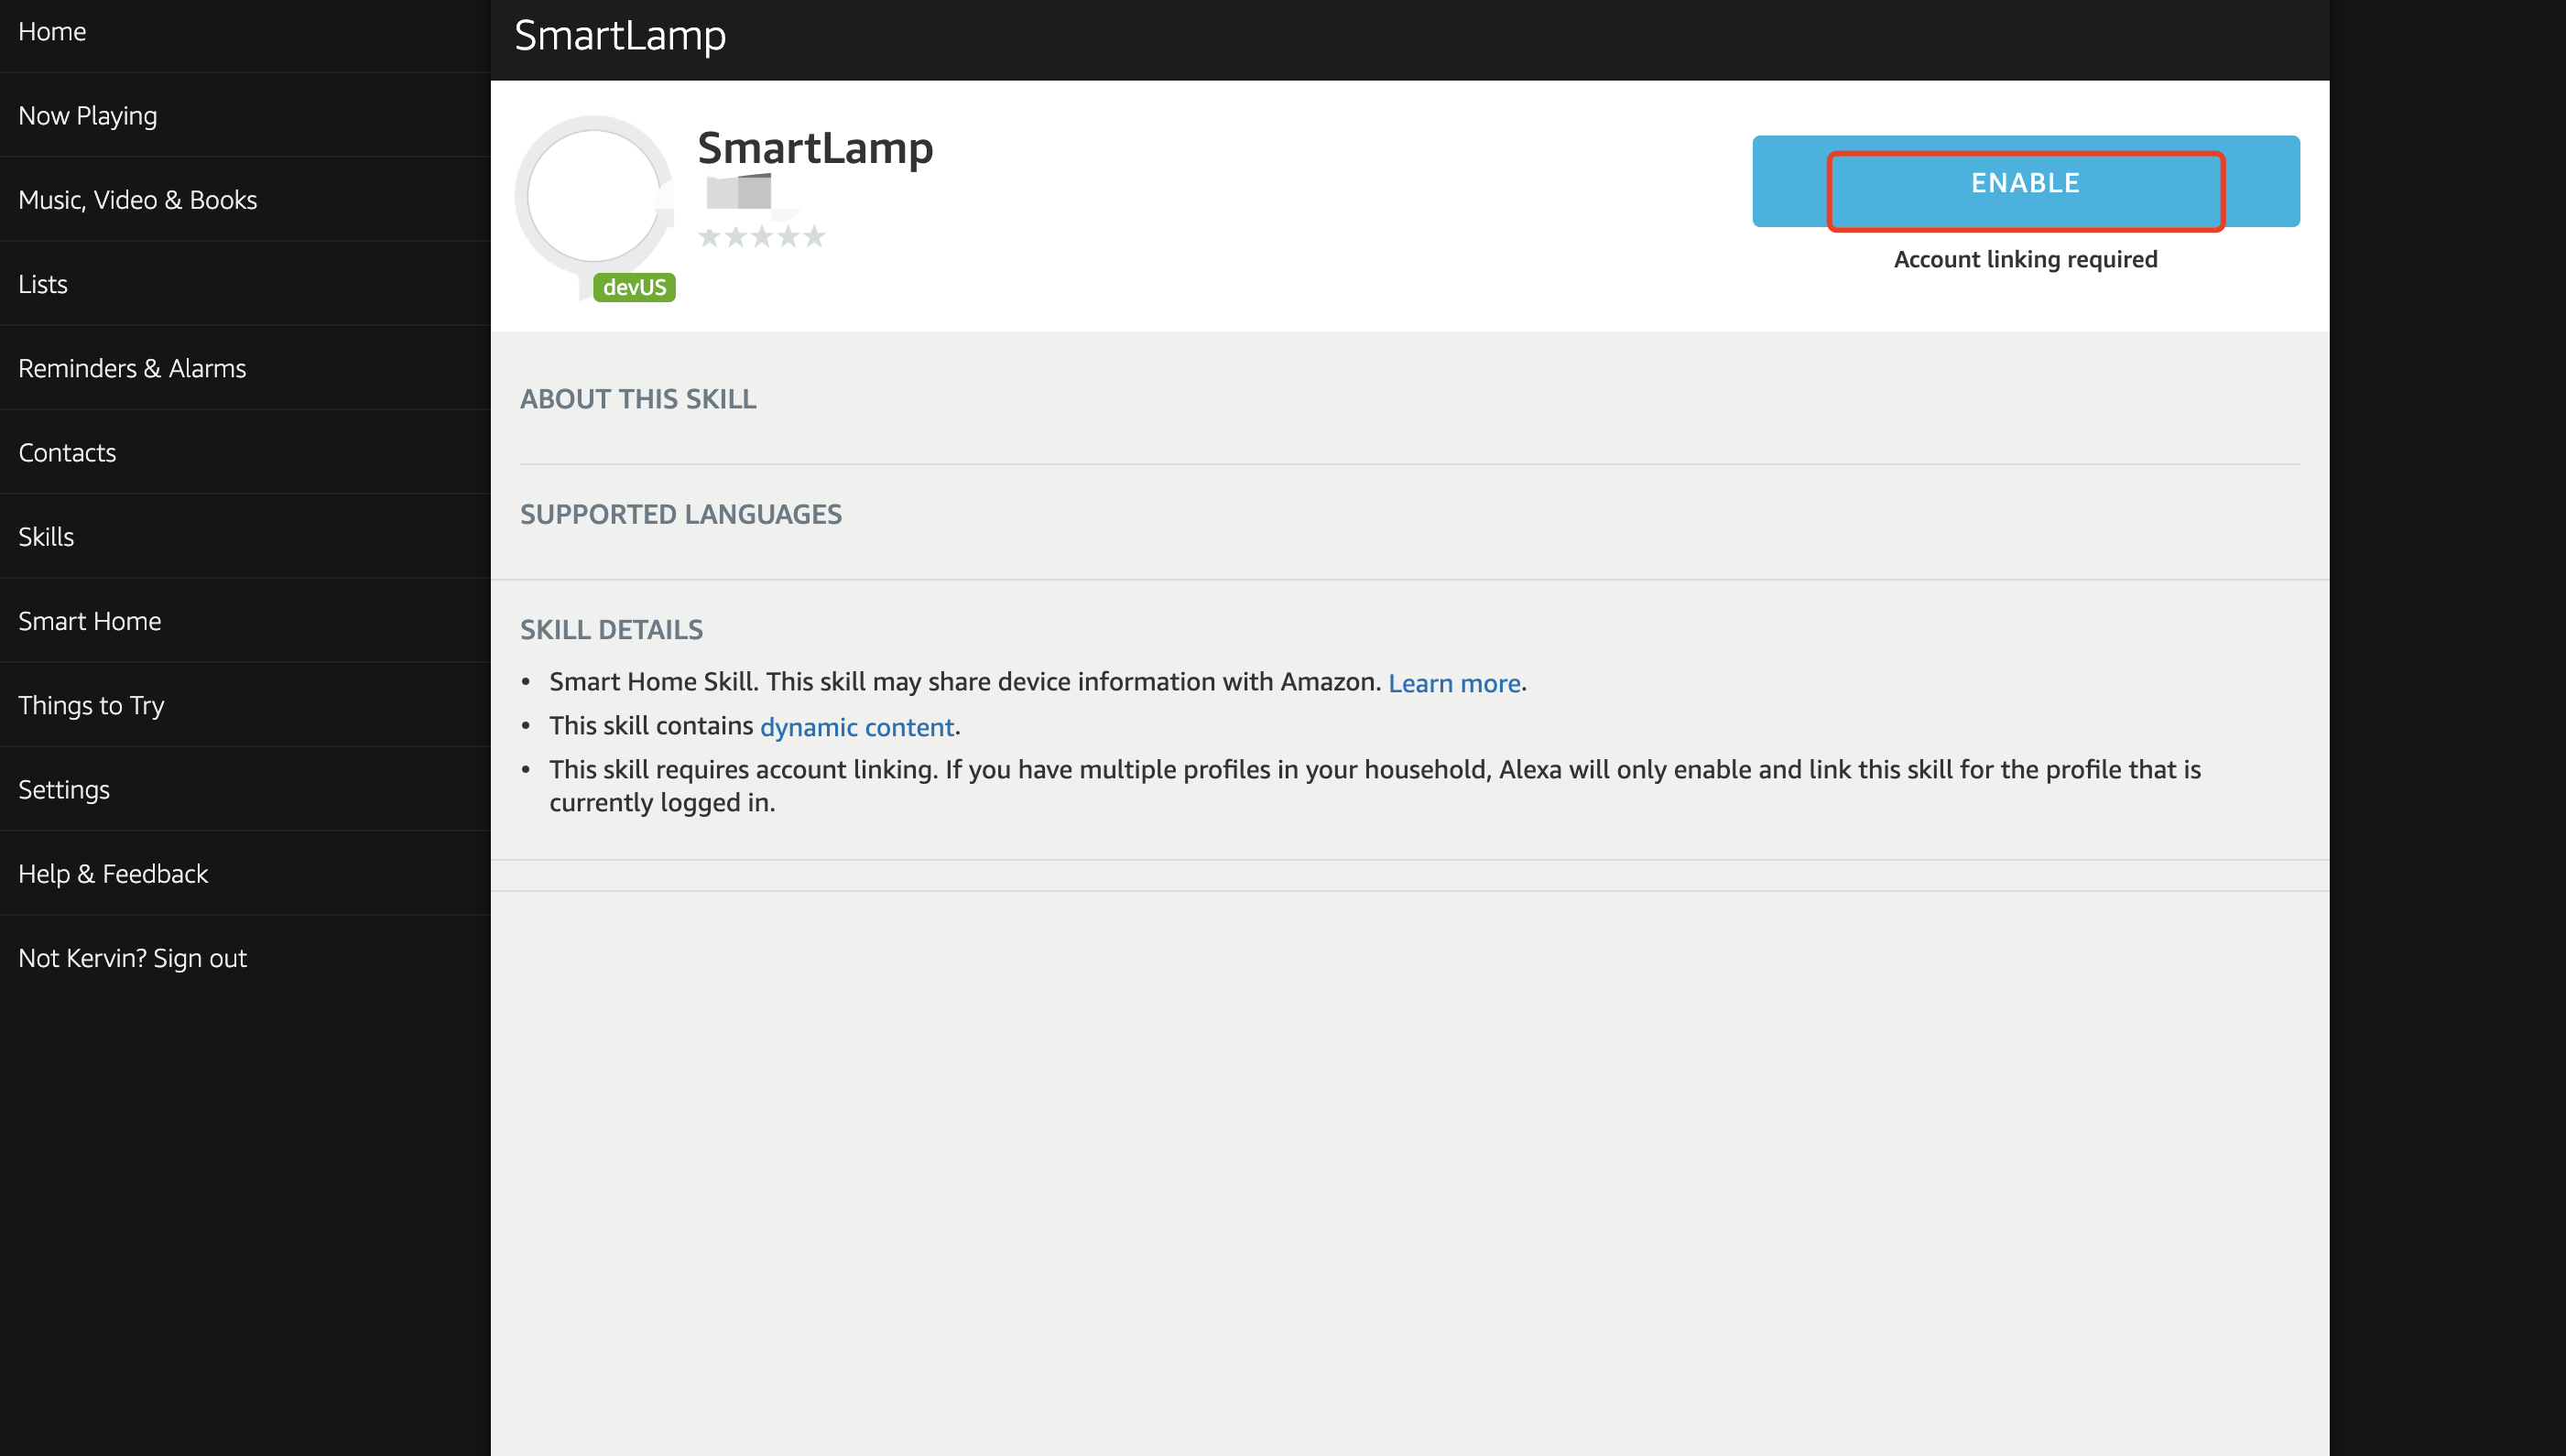 Home
Now Playing
Music, Video & Books
Lists
Reminders & Alarms
Contacts
Skills
Smart Home
Things to Try
Settings
Help & Feedback
Not Kervin? Sign out
SmartLamp
SmartLamp
devUS
ENABLE
Account linking required
ABOUT THIS SKILL
SUPPORTED LANGUAGES
SKILL DETAILS
• Smart Home Skill. This skill may share device information with Amazon. Learn more.
• This skill contains dynamic content.
• This skill requires account linking. If you have multiple profiles in your household, Alexa will only enable and link this skill for the profile that is
currently logged in.